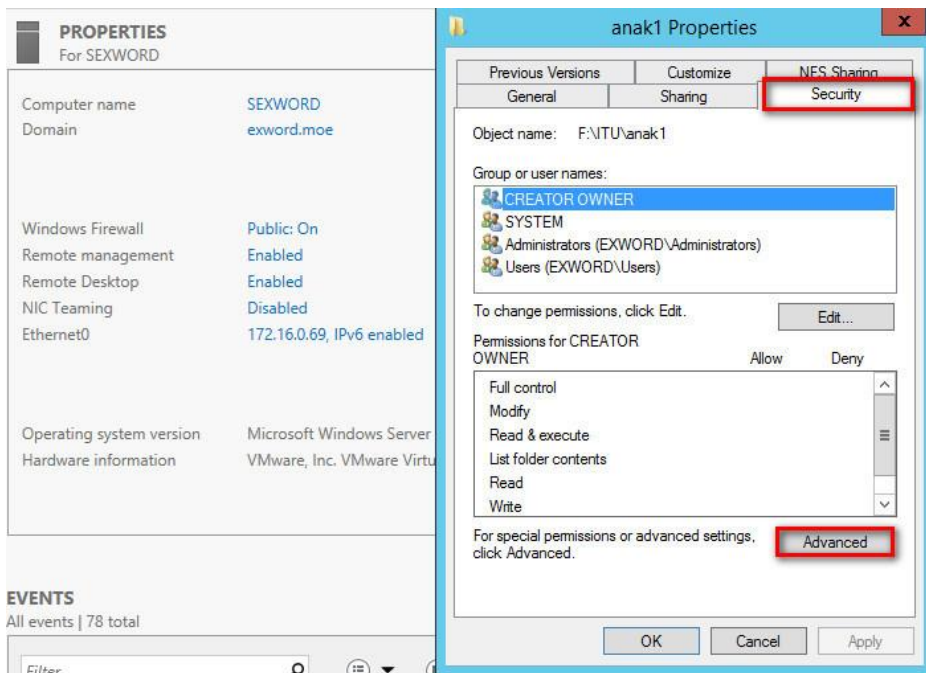 PROPERTIES
For SEXWORD
Computer name SEXWORD
Domain exword.moe
Windows Firewall Public: On
Remote management Enabled
Remote Desktop Enabled
NIC Teaming Disabled
Ethernet0 172.16.0.69, IPv6 enabled
Operating system version Microsoft Windows Server
Hardware information VMware, Inc. VMware Virtu
EVENTS
All events | 78 total
Filter
anak1 Properties
x
Previous Versions Customize NFS Sharing
General Sharing Security
Object name: F:\ITU\anak1
Group or user names:
CREATOR OWNER
SYSTEM
Administrators (EXWORD\Administrators)
Users (EXWORD\Users)
To change permissions, click Edit.
Edit...
Permissions for CREATOR
OWNER Allow Deny
Full control
Modify
Read & execute
List folder contents
Read
Write
For special permissions or advanced settings,
click Advanced.
Advanced
OK Cancel Apply